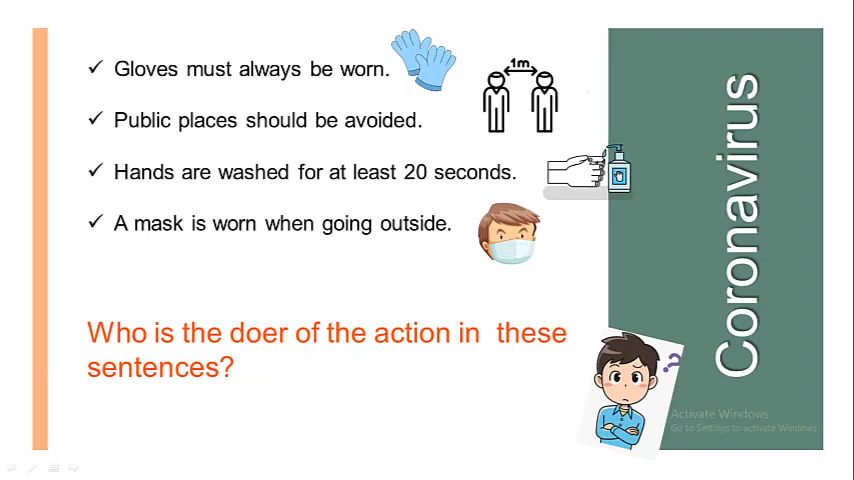 Gloves must always be worn.
1m
Public places should be avoided.
Hands are washed for at least 20 seconds.
A mask is worn when going outside.
Who is the doer of the action in these
sentences?
Coronavirus
??
Activate Windows
Go to Settings to activate Windows.